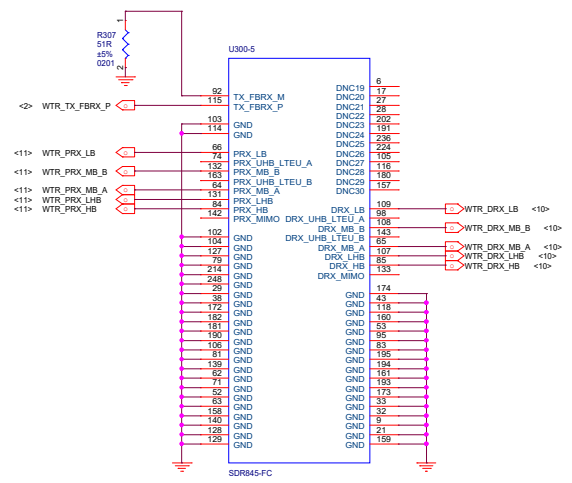 1
R307
51R
±5%
0201
2
U300-5
92 TX_FBRX_M
<2> WTR_TX_FBRX_P 115 TX_FBRX_P
103 GND
114 GND
<11> WTR_PRX_LB 66 PRX_LB
74 PRX_UHB_LTEU_A
<11> WTR_PRX_MB_B 132 PRX_MB_B
163 PRX_UHB_LTEU_B
<11> WTR_PRX_MB_A 64 PRX_MB_A
<11> WTR_PRX_LHB 131 PRX_LHB
<11> WTR_PRX_HB 84 PRX_HB
142 PRX_MIMO
102 GND
104 GND
127 GND
79 GND
214 GND
248 GND
29 GND
38 GND
172 GND
182 GND
181 GND
190 GND
106 GND
81 GND
139 GND
62 GND
71 GND
52 GND
63 GND
158 GND
140 GND
128 GND
129 GND
DNC19 6
DNC20 17
DNC21 27
DNC22 28
DNC23 202
DNC24 191
DNC25 236
DNC26 224
DNC27 105
DNC28 116
DNC29 180
DNC30 157
DRX_LB 109 WTR_DRX_LB <10>
DRX_UHB_LTEU_A 98
DRX_MB_B 108 WTR_DRX_MB_B <10>
DRX_UHB_LTEU_B 143
DRX_MB_A 65 WTR_DRX_MB_A <10>
DRX_LHB 107 WTR_DRX_LHB <10>
DRX_HB 85 WTR_DRX_HB <10>
DRX_MIMO 133
GND 174
GND 43
GND 118
GND 160
GND 53
GND 95
GND 83
GND 195
GND 194
GND 161
GND 193
GND 173
GND 33
GND 32
GND 9
GND 21
GND 159
SDR845-FC